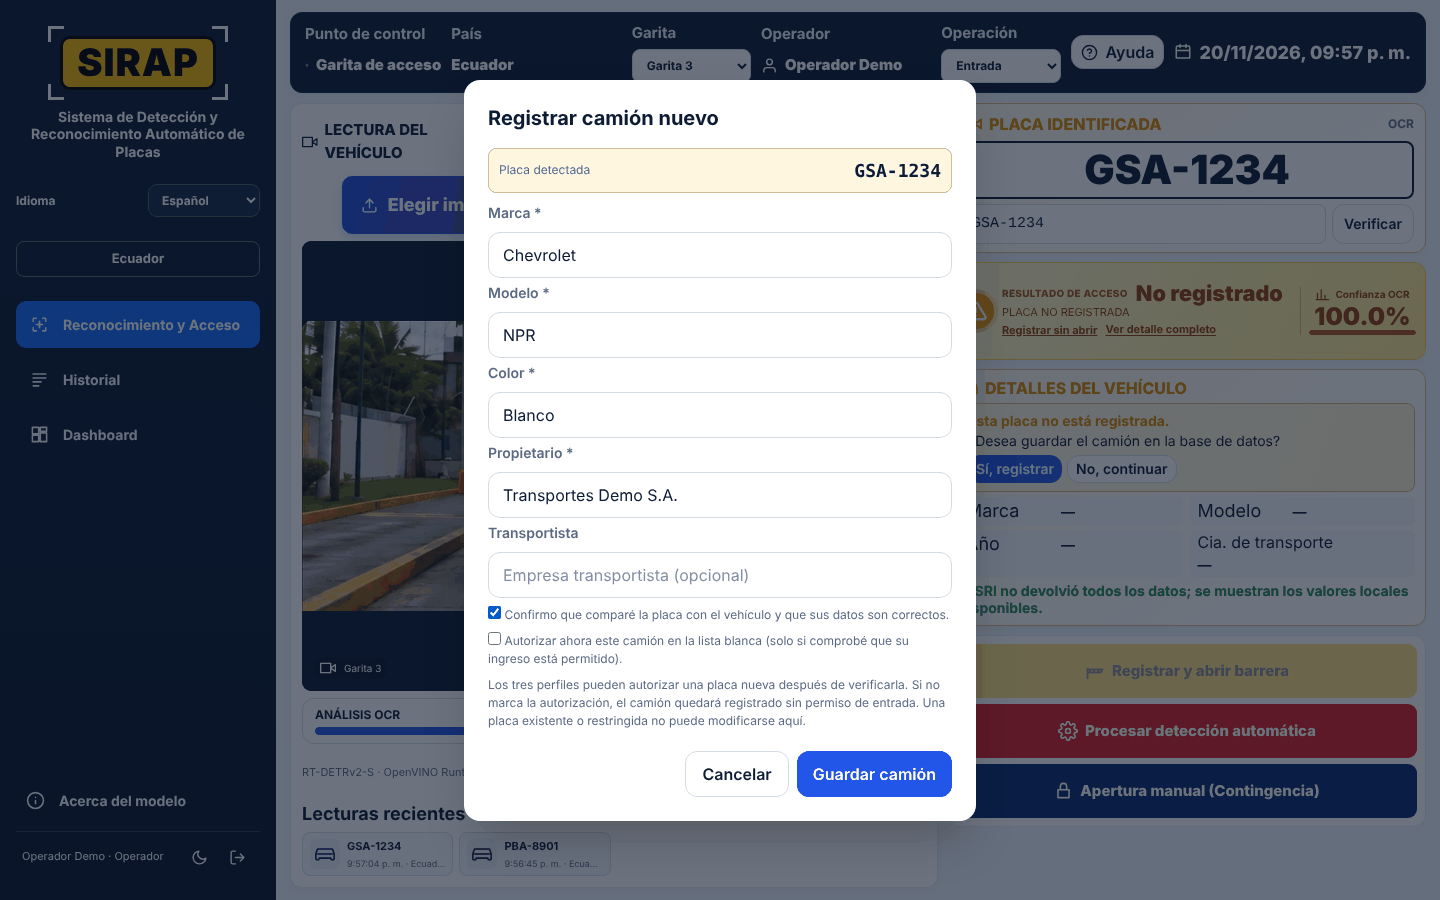 SIRAP
Sistema de Detección y
Reconocimiento Automático de
Placas
Idioma
Español
Ecuador
Reconocimiento y Acceso
Historial
Dashboard
Acerca del modelo
Operador Demo · Operador
Punto de control
Garita de acceso
País
Ecuador
Garita
Garita 3
Operador
Operador Demo
Operación
Entrada
Ayuda
20/11/2026, 09:57 p. m.
LECTURA DEL
VEHÍCULO
Elegir im
Garita 3
ANÁLISIS OCR
RT-DETRv2-S · OpenVINO Runt
Lecturas recientes
GSA-1234
9:57:04 p. m. · Ecuad...
PBA-8901
9:56:45 p. m. · Ecua...
Registrar camión nuevo
Placa detectada
GSA-1234
Marca *
Chevrolet
Modelo *
NPR
Color *
Blanco
Propietario *
Transportes Demo S.A.
Transportista
Empresa transportista (opcional)
Confirmo que comparé la placa con el vehículo y que sus datos son correctos.
Autorizar ahora este camión en la lista blanca (solo si comprobé que su
ingreso está permitido).
Los tres perfiles pueden autorizar una placa nueva después de verificarla. Si no
marca la autorización, el camión quedará registrado sin permiso de entrada. Una
placa existente o restringida no puede modificarse aquí.
Cancelar
Guardar camión
PLACA IDENTIFICADA
OCR
GSA-1234
GSA-1234
Verificar
RESULTADO DE ACCESO No registrado
PLACA NO REGISTRADA
Registrar sin abrir Ver detalle completo
Confianza OCR
100.0%
DETALLES DEL VEHÍCULO
sta placa no está registrada.
Desea guardar el camión en la base de datos?
Sí, registrar
No, continuar
Marca —
Modelo —
Año —
Cia. de transporte
—
SRI no devolvió todos los datos; se muestran los valores locales
sponibles.
Registrar y abrir barrera
Procesar detección automática
Apertura manual (Contingencia)